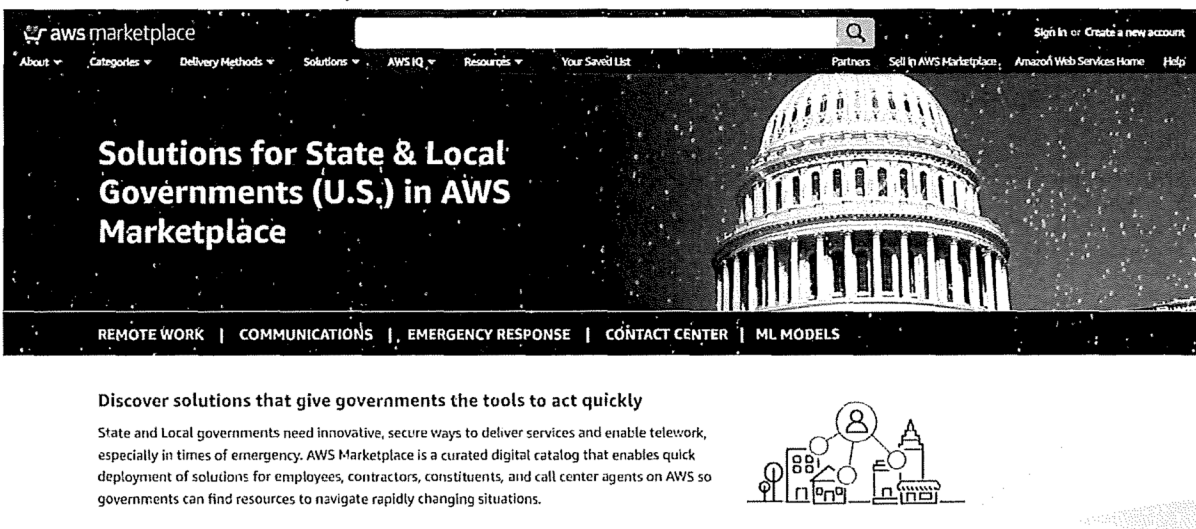 aws marketplace
Sign in or Create a new account
About Categories Delivery Methods Solutions AWS IQ Resources Your Saved List Partners Sell in AWS Marketplace Amazon Web Services Home Help
Solutions for State & Local
Governments (U.S.) in AWS
Marketplace
REMOTE WORK | COMMUNICATIONS | EMERGENCY RESPONSE | CONTACT CENTER | ML MODELS
Discover solutions that give governments the tools to act quickly
State and Local governments need innovative, secure ways to deliver services and enable telework,
especially in times of emergency. AWS Marketplace is a curated digital catalog that enables quick
deployment of solutions for employees, contractors, constituents, and call center agents on AWS so
governments can find resources to navigate rapidly changing situations.